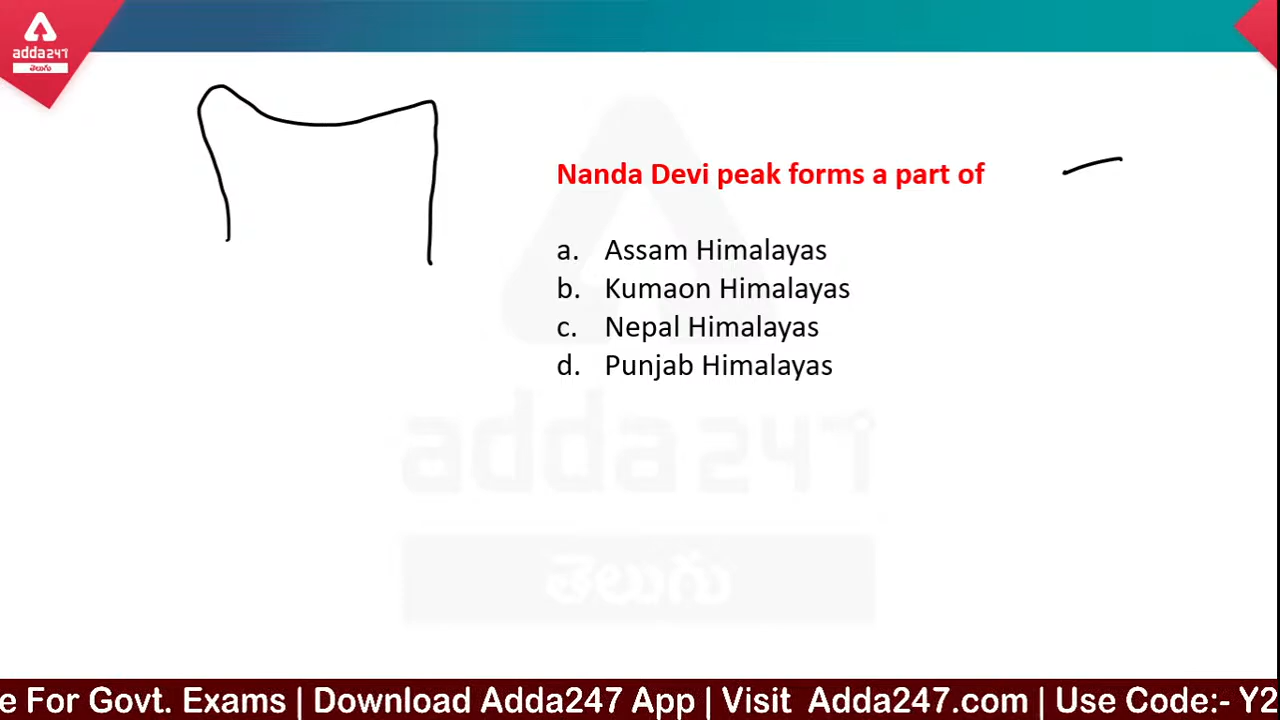 adda247
తెలుగు
Nanda Devi peak forms a part of
a. Assam Himalayas
b. Kumaon Himalayas
c. Nepal Himalayas
d. Punjab Himalayas
adda247
తెలుగు
e For Govt. Exams | Download Adda247 App | Visit Adda247.com | Use Code:- Y2